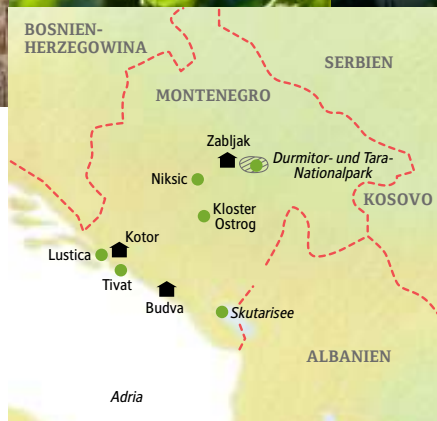 BOSNIEN-
HERZEGOWINA
SERBIEN
MONTENEGRO
Zabljak
Durmitor- und Tara-
Nationalpark
Niksic
KOSOVO
Kloster
Ostrog
Kotor
Lustica
Tivat
Budva
Skutarisee
ALBANIEN
Adria